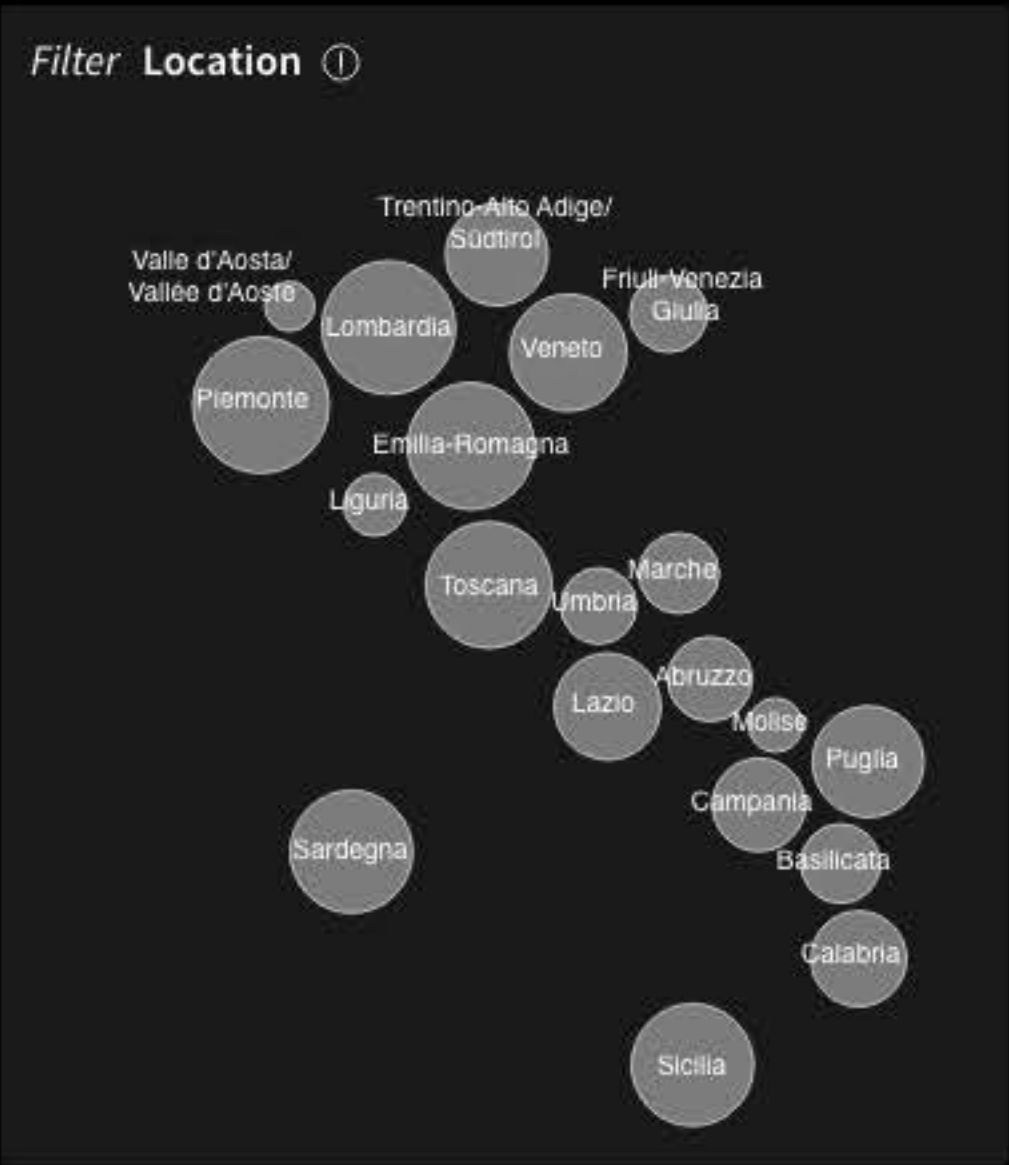 Filter Location
Trentino-Alto Adige/
Südtirol
Valle d'Aosta/
Vallée d'Aoste
Friuli-Venezia
Giulia
Lombardia
Veneto
Piemonte
Emilia-Romagna
Liguria
Toscana
Marche
Umbria
Abruzzo
Lazio
Molise
Puglia
Campania
Sardegna
Basilicata
Calabria
Sicilia